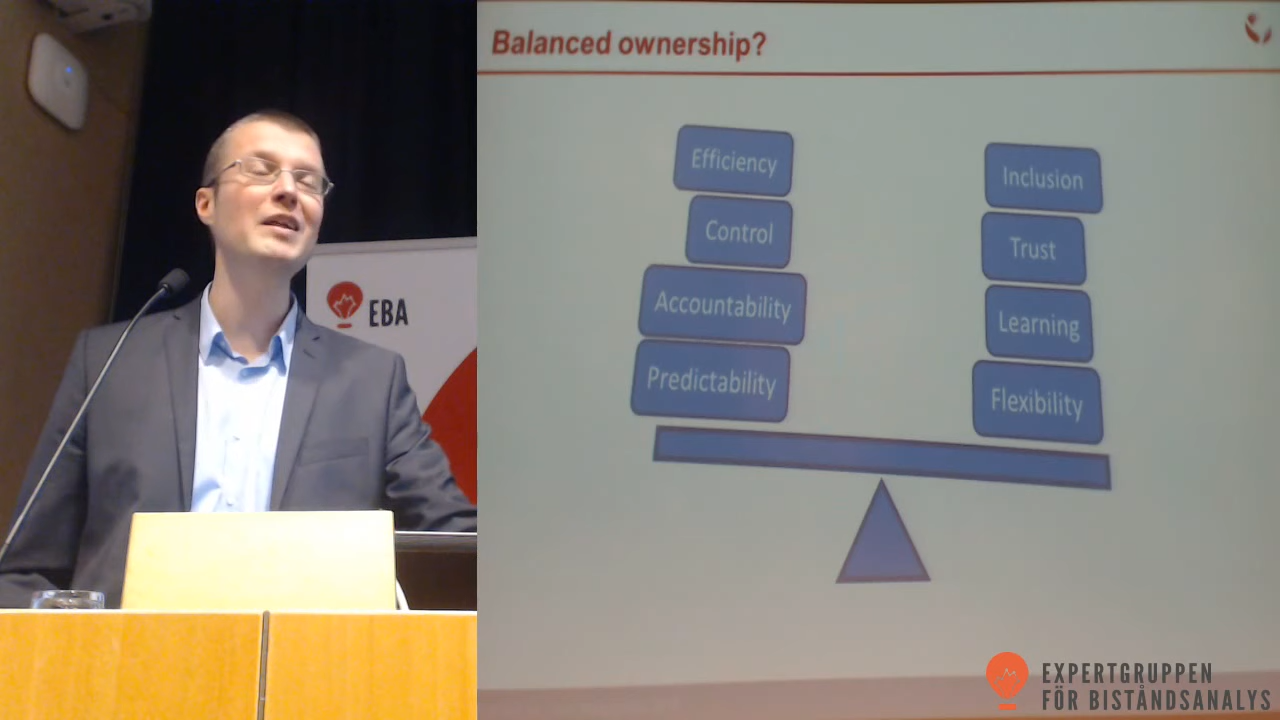 Balanced ownership?
Efficiency
Control
Accountability
Predictability
Inclusion
Trust
Learning
Flexibility
EBA
EXPERTGRUPPEN
FÖR BISTÅNDSANALYS